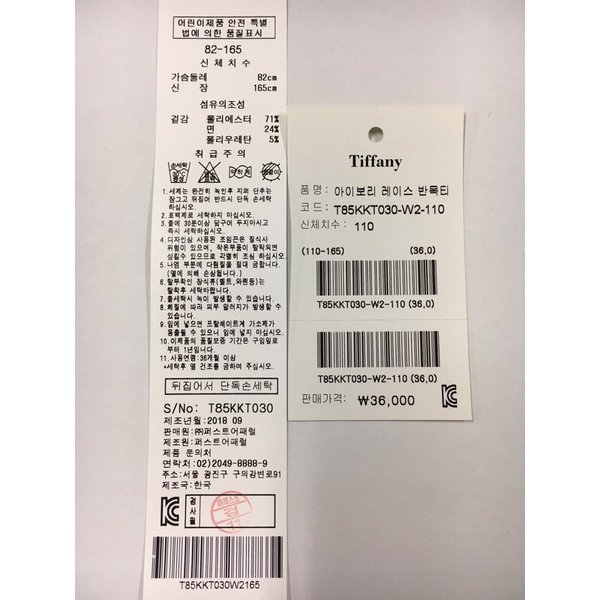 어린이제품 안전 특별
법에 의한 품질표시
82-165
신체치수
가슴둘레 82cm
신 장 165cm
섬유의조성
겉감 폴리에스터 71%
면 24%
폴리우레탄 5%
취급주의
손세탁
약하게
1.세제는 완전히 녹인후 지퍼 단추는
잠그고 뒤집어 반드시 단독 손세탁
하십시오.
2.표백제로 세탁하지 마십시오.
3.물에 30분이상 담구어 두지마시고
즉시 세탁하십시오.
4.디자인상 사용된 조임끈은 질식사
위험이 있으며, 작은부품이 탈락되면
삼킬수 있으므로 각별히 조심 하십시오.
5.나염 부분에 다림질을 절대 금합니다.
(열에 의해 손상됩니다.)
6.탈부착인 장식류(벨트,와펜등)는
탈착후 세탁바랍니다.
7.물세탁시 녹이 발생할 수 있습니다.
8.체질에 따라 피부 알러지가 발생할 수
있습니다.
9.입에 넣으면 프탈레이트계 가소제가
용출될 수 있으니 입에 넣지 마십시오.
10.이제품의 품질보증 기간은 구입일로
부터 1년입니다.
11.사용연령:36개월 이상
*세탁후 열 건조를 금하여 주십시오.
뒤집어서 단독손세탁
S/No: T85KKT030
제조년월:2018 09
판매원:㈜퍼스트어패럴
제조원:퍼스트어패럴
제품 문의처
연락처:02)2049-8888-9
주소:서울 광진구 구의강변로91
제조국:한국
검사필
T85KKT030W2165
Tiffany
품명: 아이보리 레이스 반목티
코드: T85KKT030-W2-110
신체치수: 110
(110-165) (36,0)
T85KKT030-W2-110 (36,0)
T85KKT030-W2-110 (36,0)
판매가격: ₩36,000